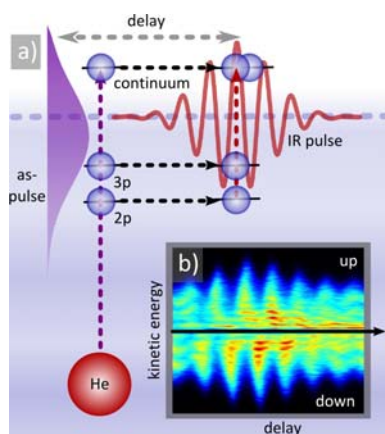 delay
a)
continuum
IR pulse
as-
pulse
3p
2p
He
b)
up
kinetic energy
down
delay